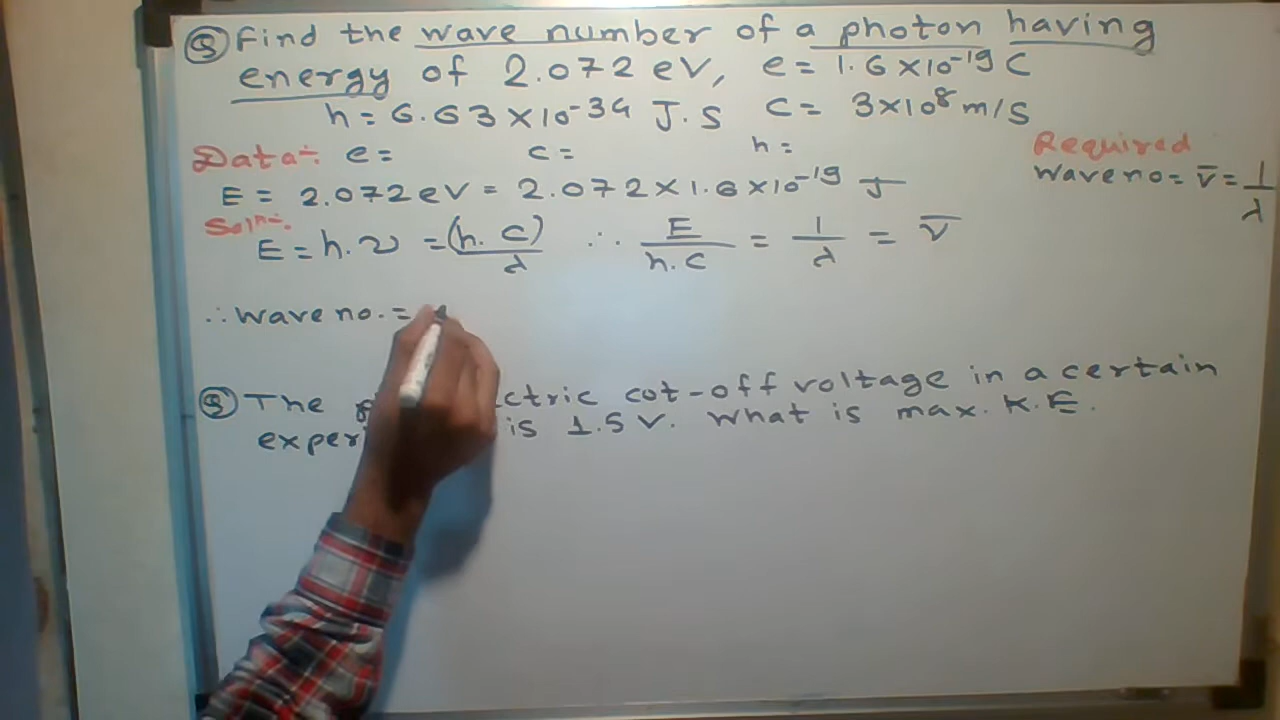 Q Find the wave number of a photon having
energy of 2.072 eV, e = 1.6 × 10⁻¹⁹ C
h = 6.63 × 10⁻³⁴ J.S C = 3×10⁸ m/s
Data÷ e = c = h =
Required
E = 2.072 eV = 2.072 × 1.6 × 10⁻¹⁹ J
Wave no = ν̅ = 1/λ
Soln÷
E = h.ν = (h. c)/λ ∴ E/h.c = 1/λ = ν̅
∴ Wave no. =
Q The ctric cot-off voltage in a certain
exper is 1.5 V. What is max. K.E.